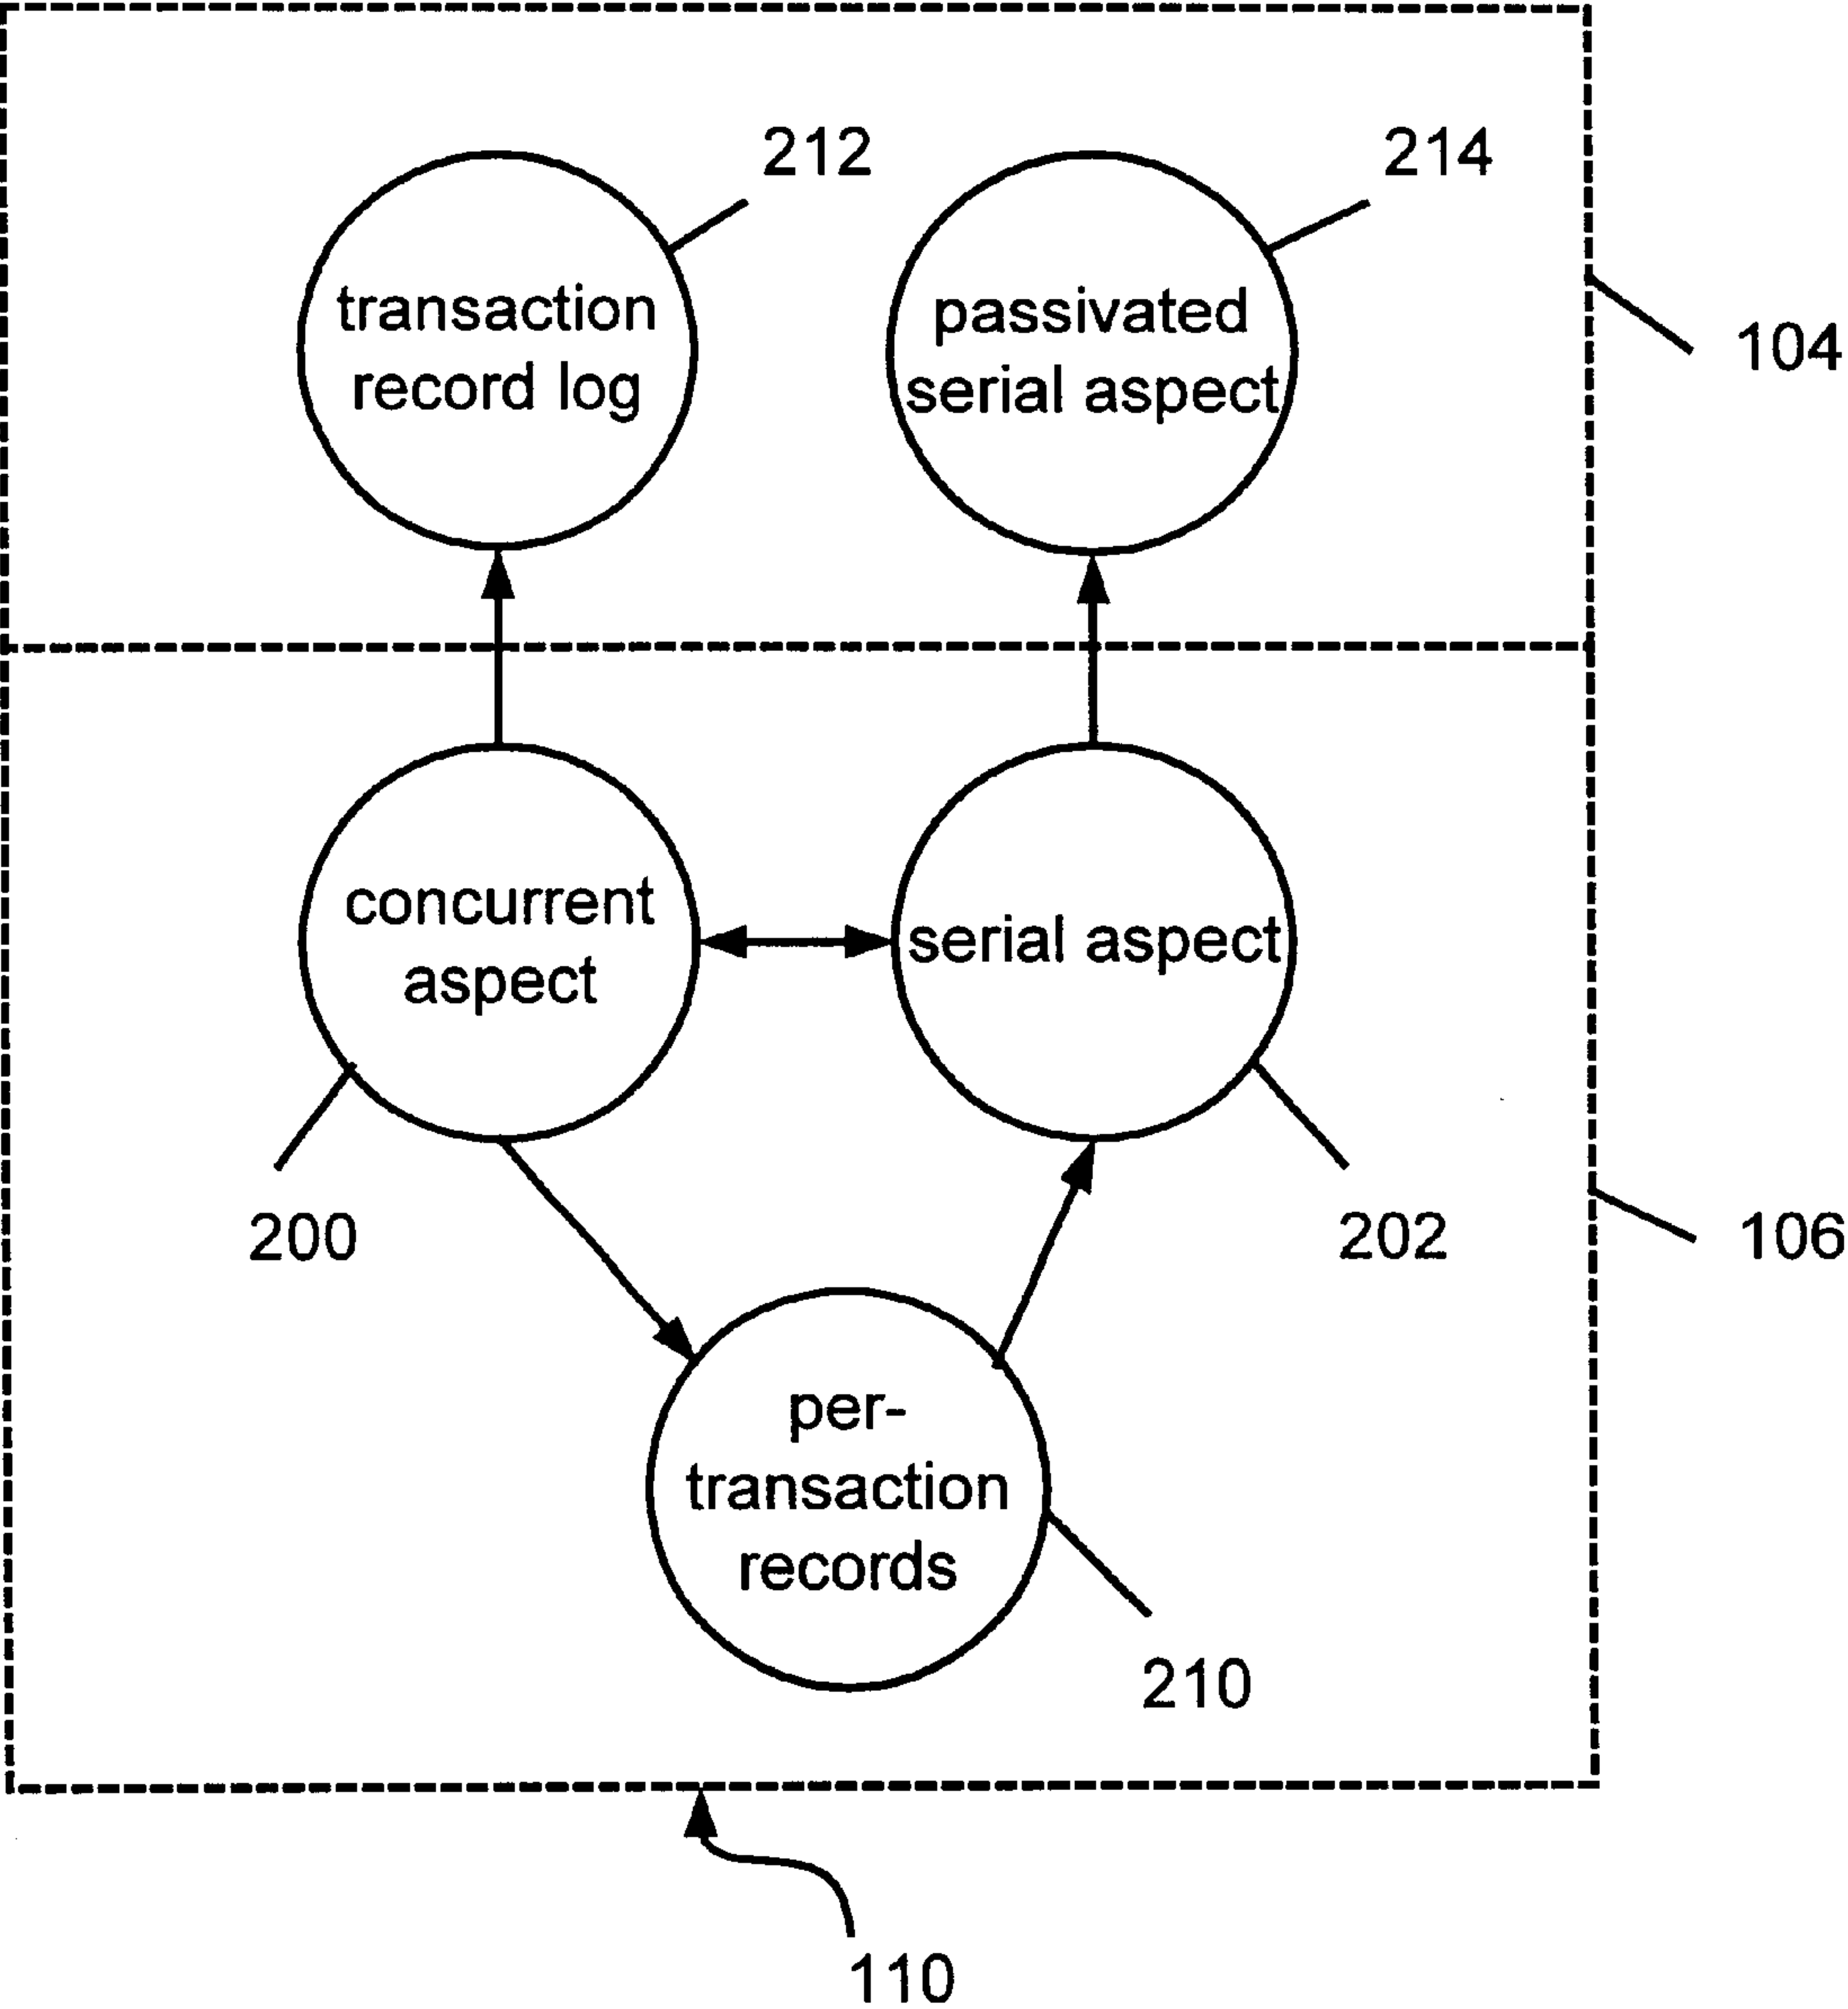 212
214
transaction
record log
passivated
serial aspect
104
concurrent
aspect
serial aspect
200
202
106
per-
transaction
records
210
110